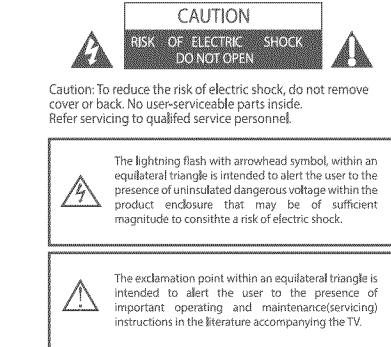 CAUTION
RISK OF ELECTRIC SHOCK
DO NOT OPEN
Caution: To reduce the risk of electric shock, do not remove
cover or back. No user-serviceable parts inside.
Refer servicing to qualifed service personnel.
The lightning flash with arrowhead symbol, within an
equilateral triangle is intended to alert the user to the
presence of uninsulated dangerous voltage within the
product enclosure that may be of sufficient
magnitude to consithte a risk of electric shock.
The exclamation point within an equilateral triangle is
intended to alert the user to the presence of
important operating and maintenance(servicing)
instructions in the literature accompanying the TV.